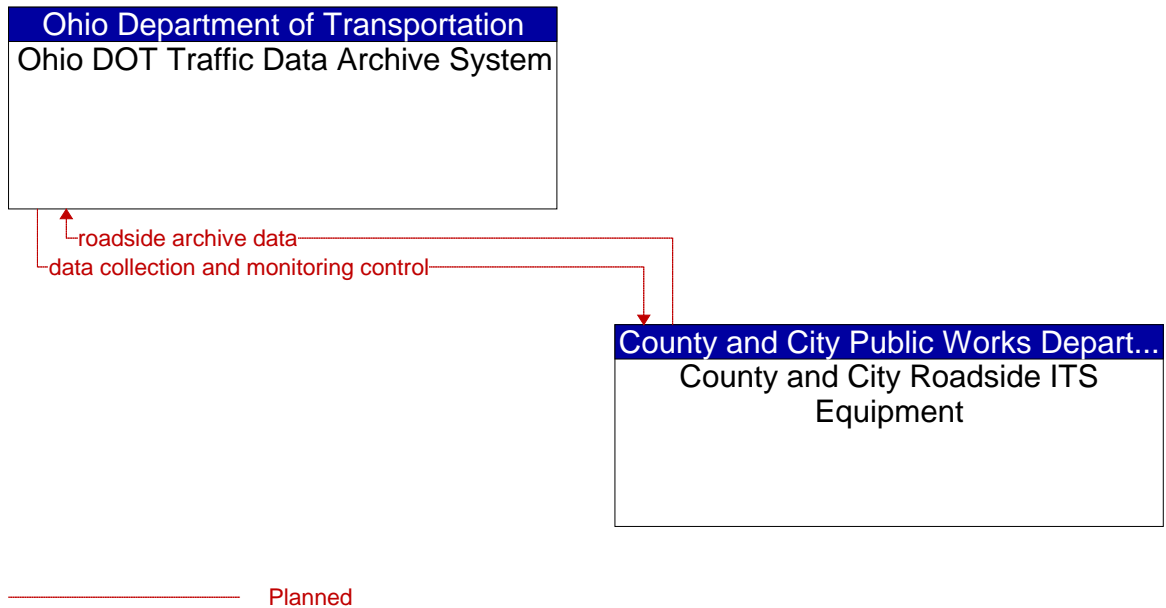 Ohio Department of Transportation
Ohio DOT Traffic Data Archive System
roadside archive data
data collection and monitoring control
County and City Public Works Depart...
County and City Roadside ITS
Equipment
Planned